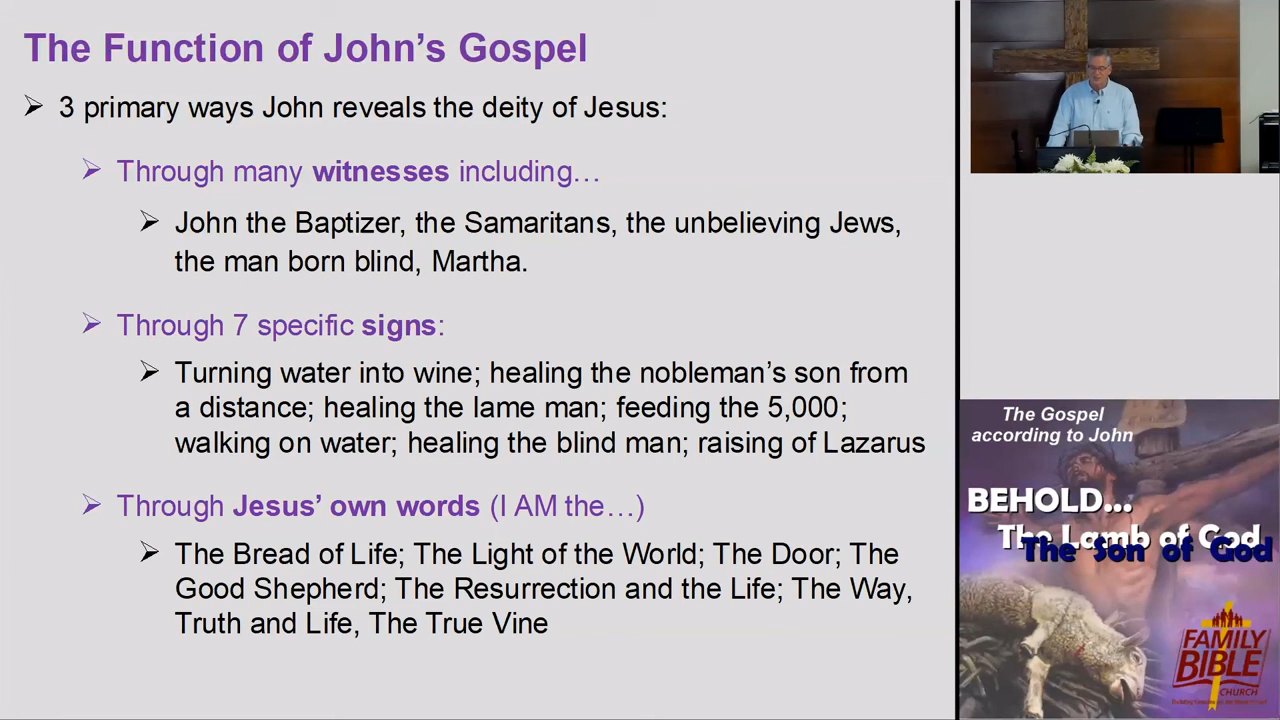 The Function of John’s Gospel
➢ 3 primary ways John reveals the deity of Jesus:
➢ Through many witnesses including…
➢ John the Baptizer, the Samaritans, the unbelieving Jews,
the man born blind, Martha.
➢ Through 7 specific signs:
➢ Turning water into wine; healing the nobleman’s son from
a distance; healing the lame man; feeding the 5,000;
walking on water; healing the blind man; raising of Lazarus
➢ Through Jesus’ own words (I AM the…)
➢ The Bread of Life; The Light of the World; The Door; The
Good Shepherd; The Resurrection and the Life; The Way,
Truth and Life, The True Vine
The Gospel
according to John
BEHOLD...
The Lamb of God
The Son of God
FAMILY
BIBLE
CHURCH